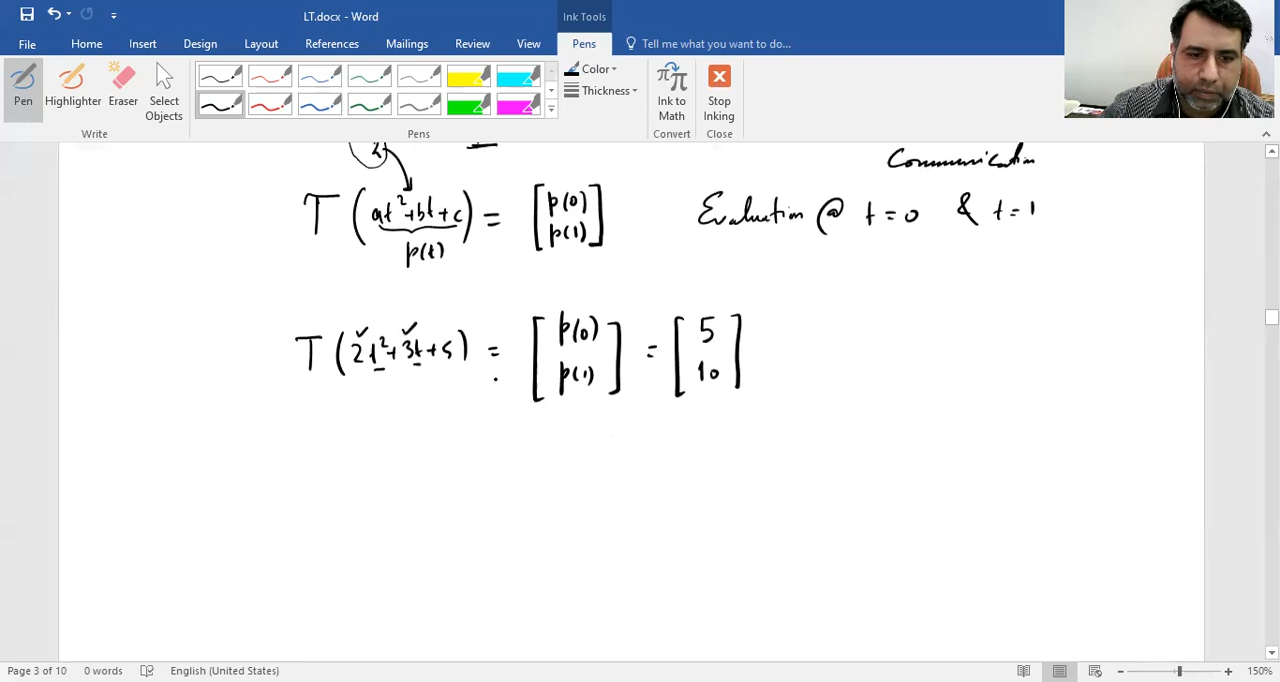 LT.docx - Word
Ink Tools
File Home Insert Design Layout References Mailings Review View Pens Tell me what you want to do...
Pen Highlighter Eraser Select Objects
Color
Thickness
Ink to Math
Stop Inking
Write Pens Convert Close
2
Communication
T(at²+bt+c) = [p(0) p(1)] Evaluation @ t=0 & t=1
p(t)
T(2t²+3t+5) = [p(0) p(1)] = [5 10]
Page 3 of 10 0 words English (United States) 150%